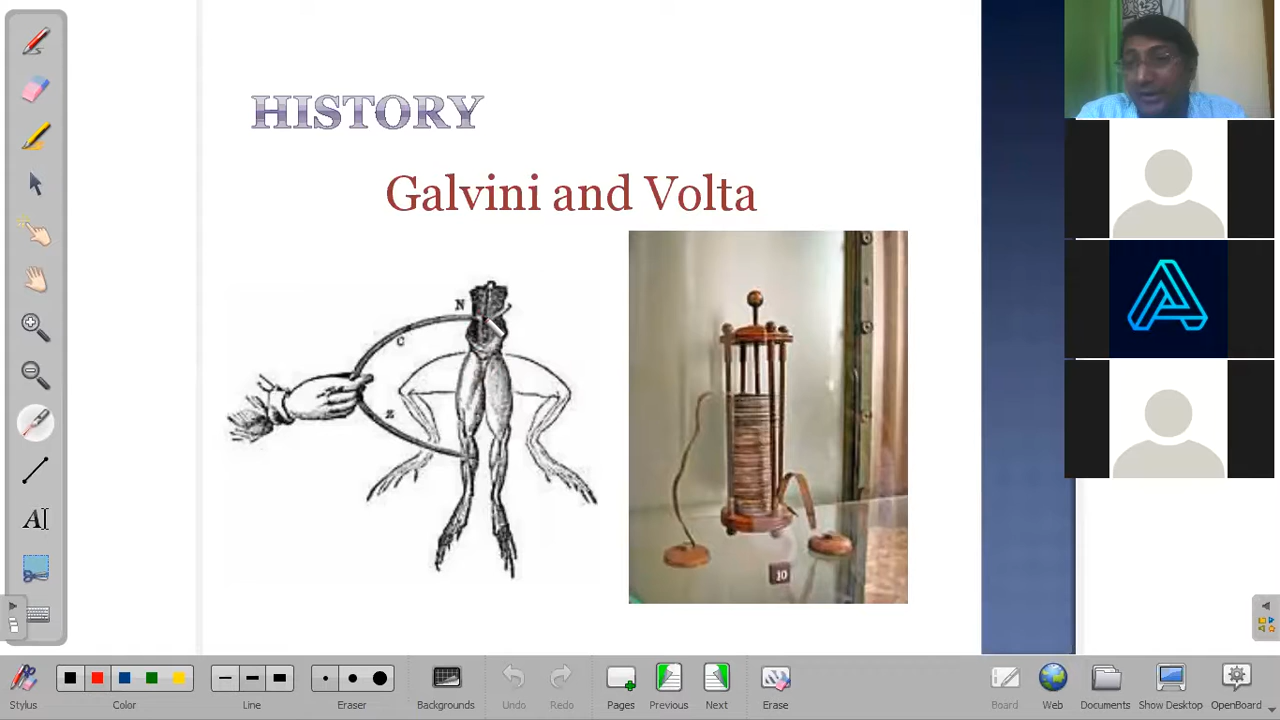 HISTORY
Galvini and Volta
N
C
Z
10
AI
Stylus
Color
Line
Eraser
Backgrounds
Undo
Redo
Pages
Previous
Next
Erase
Board
Web
Documents
Show Desktop
OpenBoard